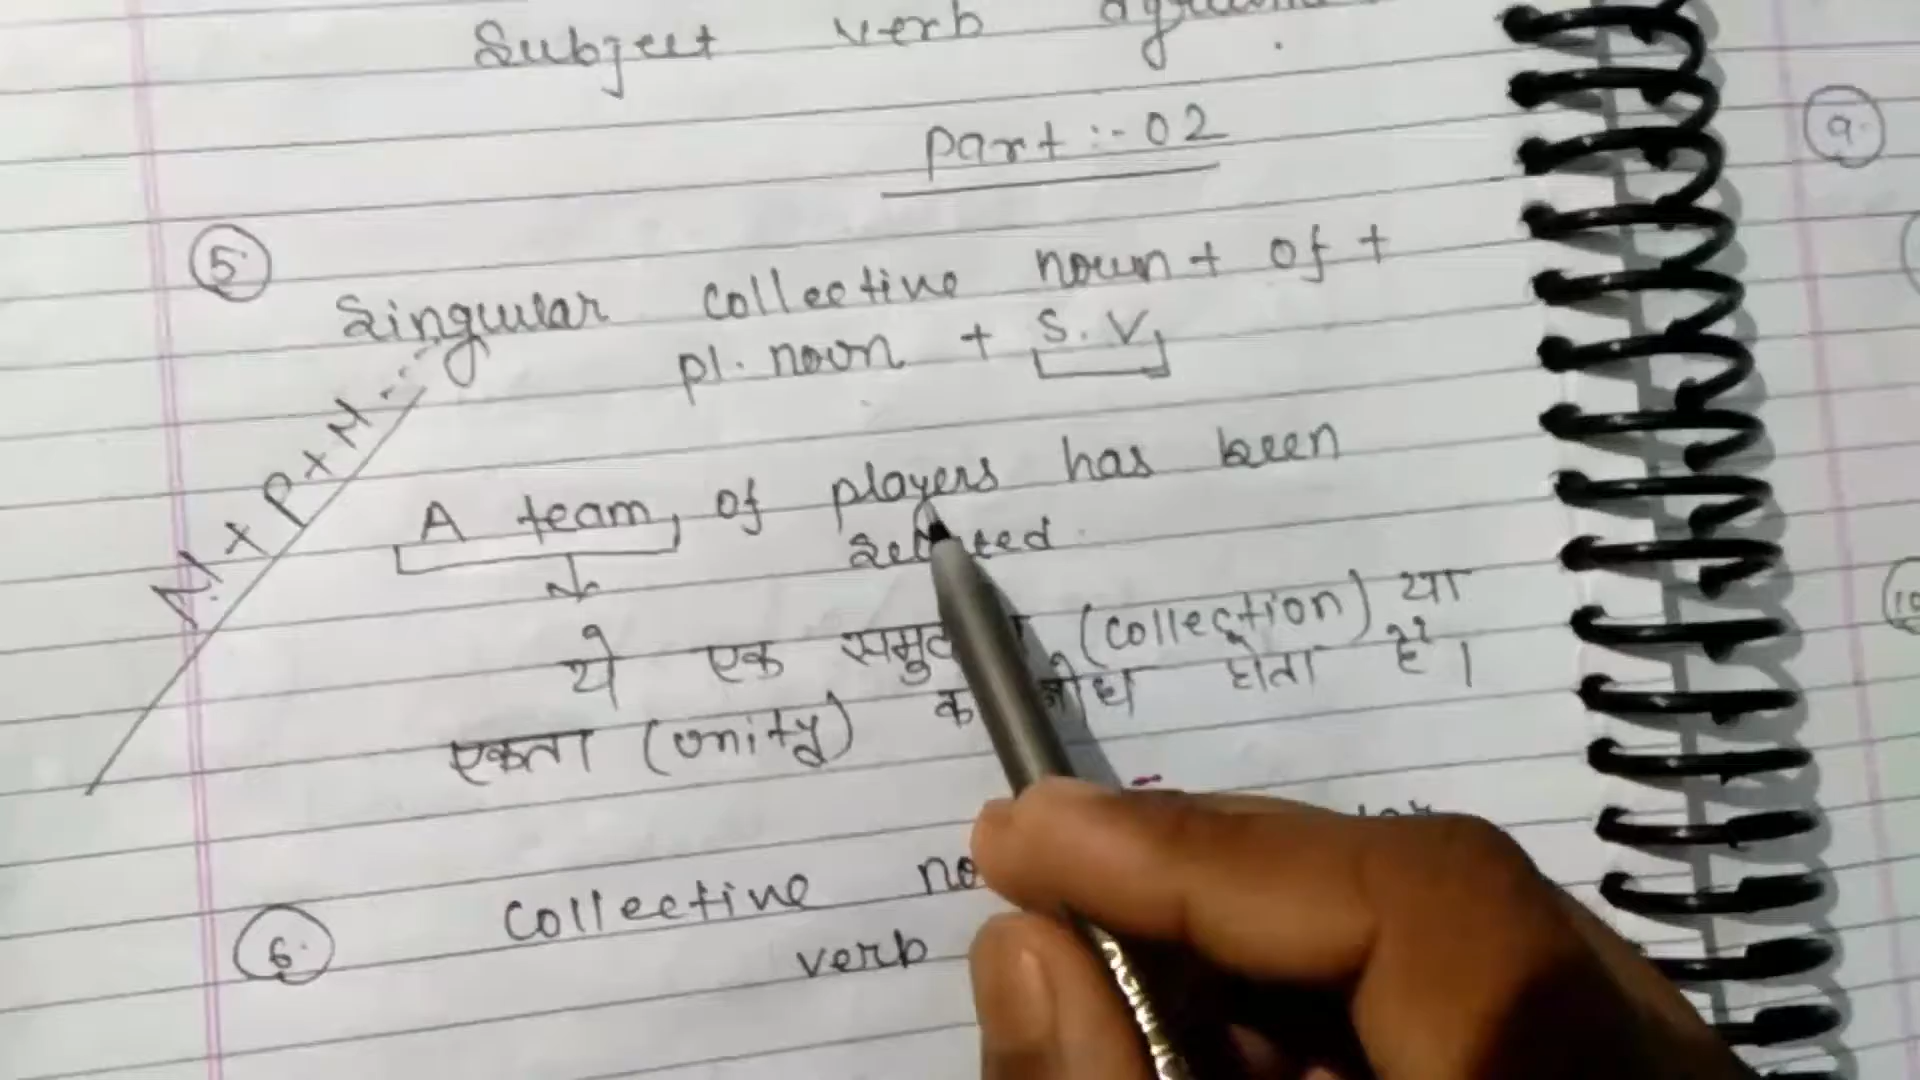 Subject verb
Part :- 02
5.
Singular collective noun + of +
pl. noun + S.V.
A team, of players has been
ये एक (collection) या
एकता (unity) बोध होता है।
6. collective
verb
9.
10